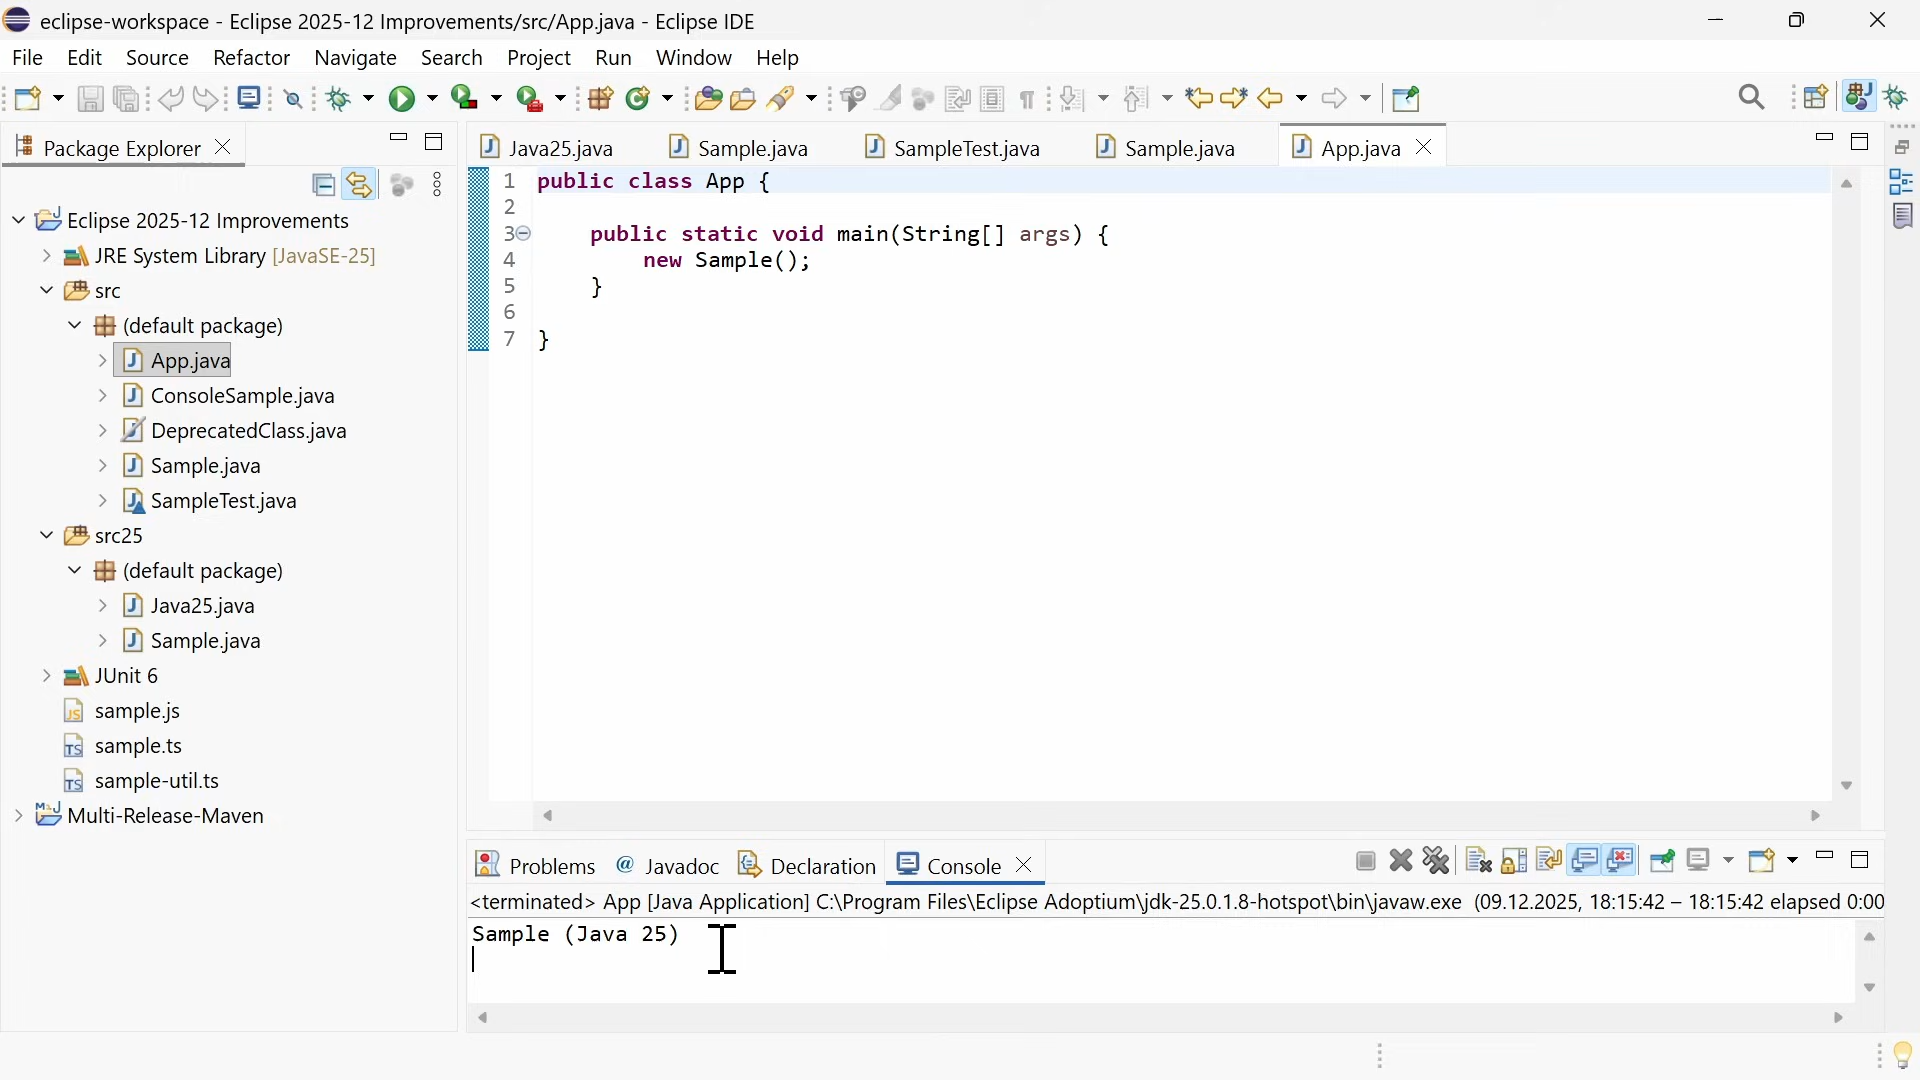 eclipse-workspace - Eclipse 2025-12 Improvements/src/App.java - Eclipse IDE
File Edit Source Refactor Navigate Search Project Run Window Help
Package Explorer
Eclipse 2025-12 Improvements
JRE System Library [JavaSE-25]
src
(default package)
App.java
ConsoleSample.java
DeprecatedClass.java
Sample.java
SampleTest.java
src25
(default package)
Java25.java
Sample.java
JUnit 6
sample.js
sample.ts
sample-util.ts
Multi-Release-Maven
Java25.java Sample.java SampleTest.java Sample.java App.java
1 public class App {
2
3 public static void main(String[] args) {
4 new Sample();
5 }
6
7 }
Problems Javadoc Declaration Console
<terminated> App [Java Application] C:\Program Files\Eclipse Adoptium\jdk-25.0.1.8-hotspot\bin\javaw.exe (09.12.2025, 18:15:42 – 18:15:42 elapsed 0:00
Sample (Java 25)